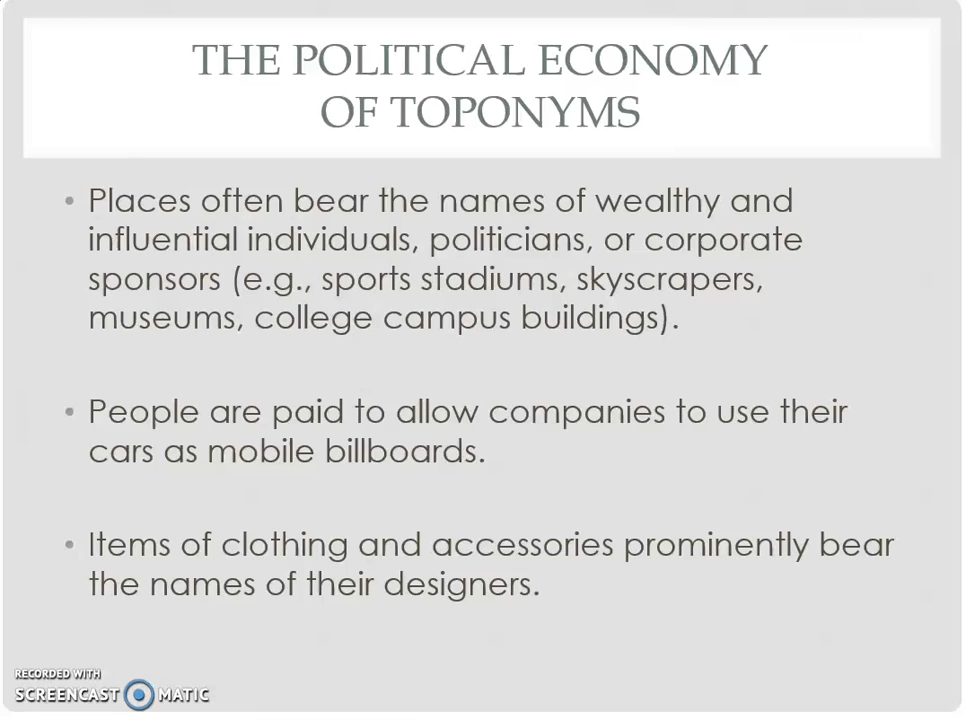 THE POLITICAL ECONOMY
OF TOPONYMS
• Places often bear the names of wealthy and
influential individuals, politicians, or corporate
sponsors (e.g., sports stadiums, skyscrapers,
museums, college campus buildings).
• People are paid to allow companies to use their
cars as mobile billboards.
• Items of clothing and accessories prominently bear
the names of their designers.
RECORDED WITH
SCREENCAST MATIC